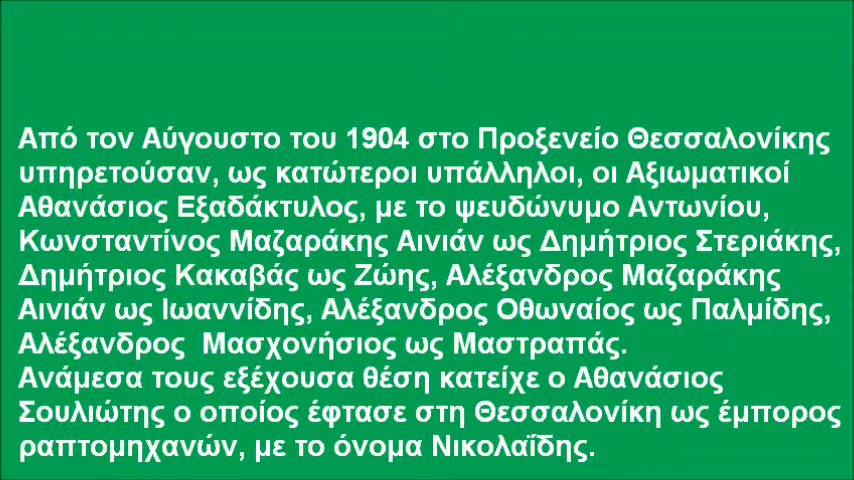 Από τον Αύγουστο του 1904 στο Προξενείο Θεσσαλονίκης
υπηρετούσαν, ως κατώτεροι υπάλληλοι, οι Αξιωματικοί
Αθανάσιος Εξαδάκτυλος, με το ψευδώνυμο Αντωνίου,
Κωνσταντίνος Μαζαράκης Αινιάν ως Δημήτριος Στεριάκης,
Δημήτριος Κακαβάς ως Ζώης, Αλέξανδρος Μαζαράκης
Αινιάν ως Ιωαννίδης, Αλέξανδρος Οθωναίος ως Παλμίδης,
Αλέξανδρος  Μασχονήσιος ως Μαστραπάς.
Ανάμεσα τους εξέχουσα θέση κατείχε ο Αθανάσιος
Σουλιώτης ο οποίος έφτασε στη Θεσσαλονίκη ως έμπορος
ραπτομηχανών, με το όνομα Νικολαΐδης.